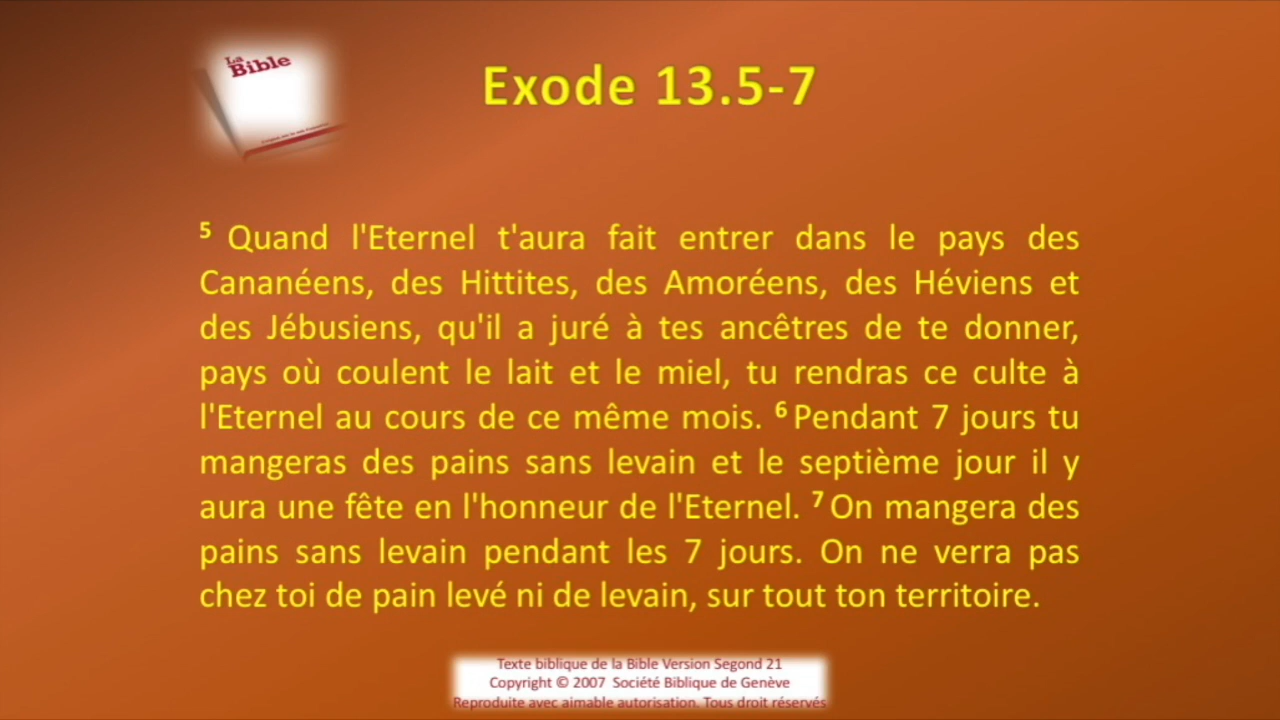 La
Bible
Exode 13.5-7
5 Quand l'Eternel t'aura fait entrer dans le pays des
Cananéens, des Hittites, des Amoréens, des Héviens et
des Jébusiens, qu'il a juré à tes ancêtres de te donner,
pays où coulent le lait et le miel, tu rendras ce culte à
l'Eternel au cours de ce même mois. 6 Pendant 7 jours tu
mangeras des pains sans levain et le septième jour il y
aura une fête en l'honneur de l'Eternel. 7 On mangera des
pains sans levain pendant les 7 jours. On ne verra pas
chez toi de pain levé ni de levain, sur tout ton territoire.
Texte biblique de la Bible Version Segond 21
Copyright © 2007 Société Biblique de Genève
Reproduite avec aimable autorisation. Tous droit réservés